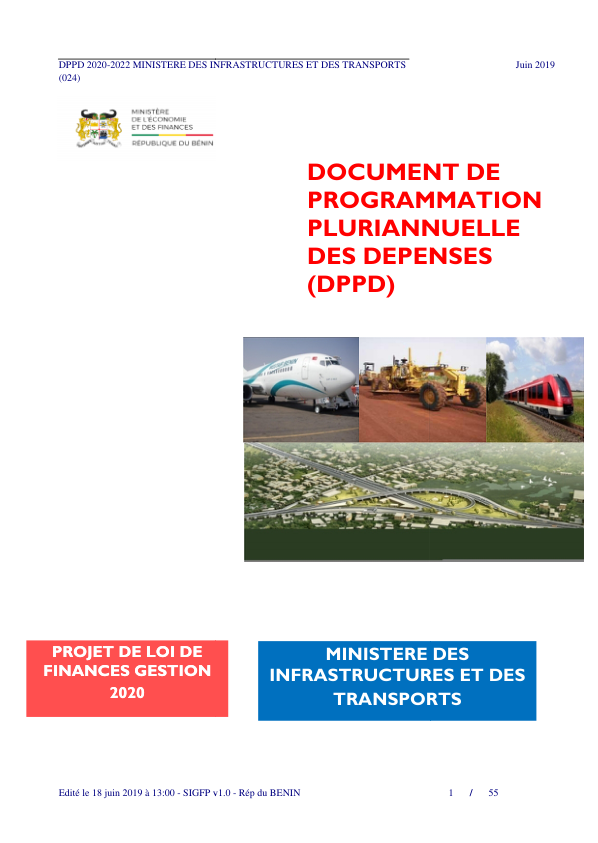 DPPD 2020-2022 MINISTERE DES INFRASTRUCTURES ET DES TRANSPORTS Juin 2019
(024)
MINISTÈRE
DE L'ÉCONOMIE
ET DES FINANCES
RÉPUBLIQUE DU BÉNIN
DOCUMENT DE
PROGRAMMATION
PLURIANNUELLE
DES DEPENSES
(DPPD)
PROJET DE LOI DE
FINANCES GESTION
2020
MINISTERE DES
INFRASTRUCTURES ET DES
TRANSPORTS
Edité le 18 juin 2019 à 13:00 - SIGFP v1.0 - Rép du BENIN 1 / 55